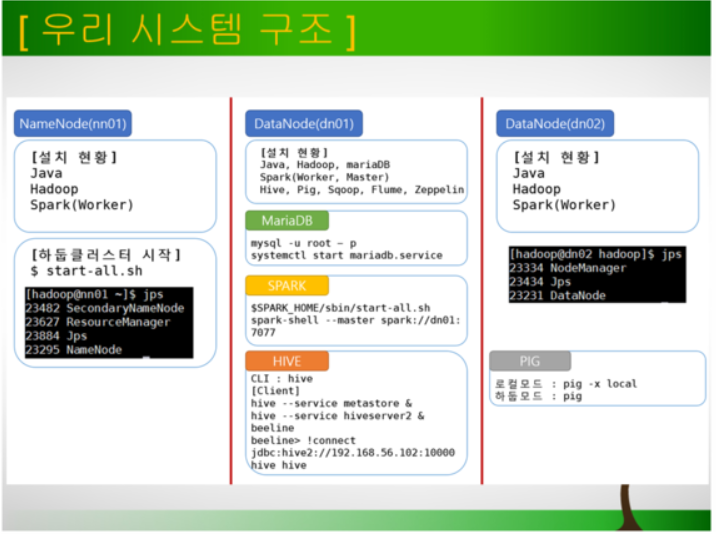 [ 우리 시스템 구조 ]
NameNode(nn01)
[설치 현황]
Java
Hadoop
Spark(Worker)
[하둡클러스터 시작]
$ start-all.sh
[hadoop@nn01 ~]$ jps
23482 SecondaryNameNode
23627 ResourceManager
23884 Jps
23295 NameNode
DataNode(dn01)
[설치 현황]
Java, Hadoop, mariaDB
Spark(Worker, Master)
Hive, Pig, Sqoop, Flume, Zeppelin
MariaDB
mysql -u root – p
systemctl start mariadb.service
SPARK
$SPARK_HOME/sbin/start-all.sh
spark-shell --master spark://dn01:
7077
HIVE
CLI : hive
[Client]
hive --service metastore &
hive --service hiveserver2 &
beeline
beeline> !connect
jdbc:hive2://192.168.56.102:10000
hive hive
DataNode(dn02)
[설치 현황]
Java
Hadoop
Spark(Worker)
[hadoop@dn02 hadoop]$ jps
23334 NodeManager
23434 Jps
23231 DataNode
PIG
로컬모드 : pig -x local
하둡모드 : pig